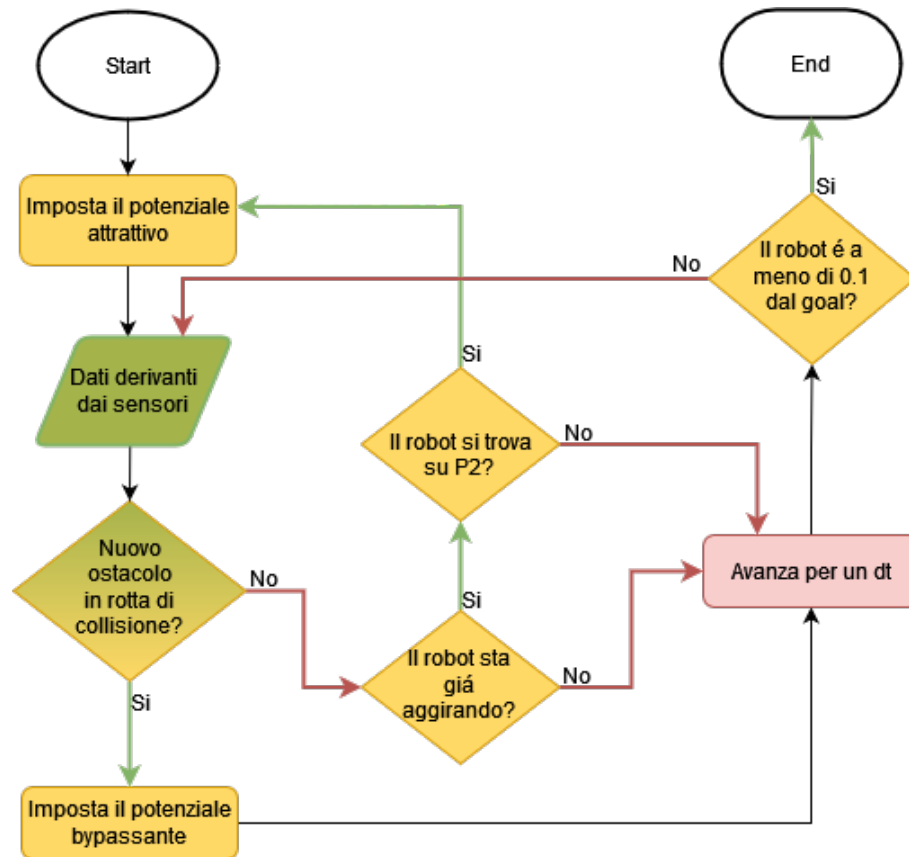 Start
End
Imposta il potenziale
attrattivo
Si
Il robot é a
meno di 0.1
dal goal?
No
Dati derivanti
dai sensori
Si
Il robot si trova
su P2?
No
Nuovo
ostacolo
in rotta di
collisione?
No
Si
Avanza per un dt
Si
Il robot sta
giá
aggirando?
No
Imposta il potenziale
bypassante